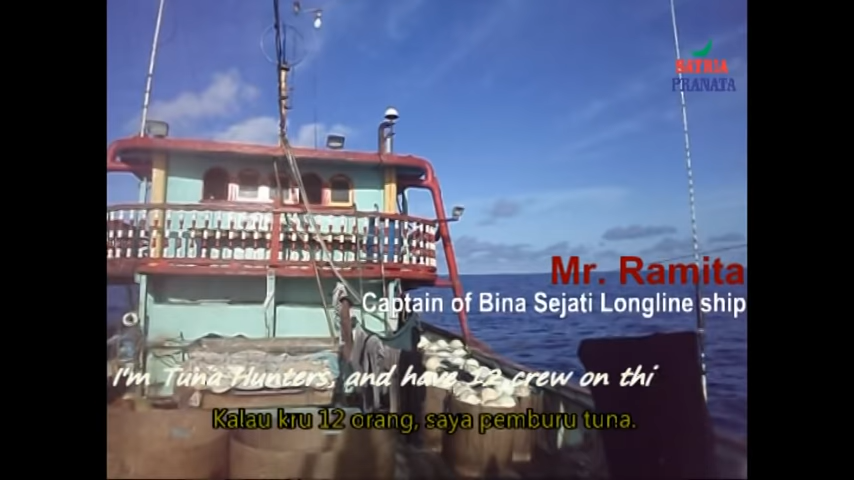 SATRIA
PRANATA
Mr. Ramita
Captain of Bina Sejati Longline ship
I'm Tuna Hunters, and have 12 crew on thi
Kalau kru 12 orang, saya pemburu tuna.